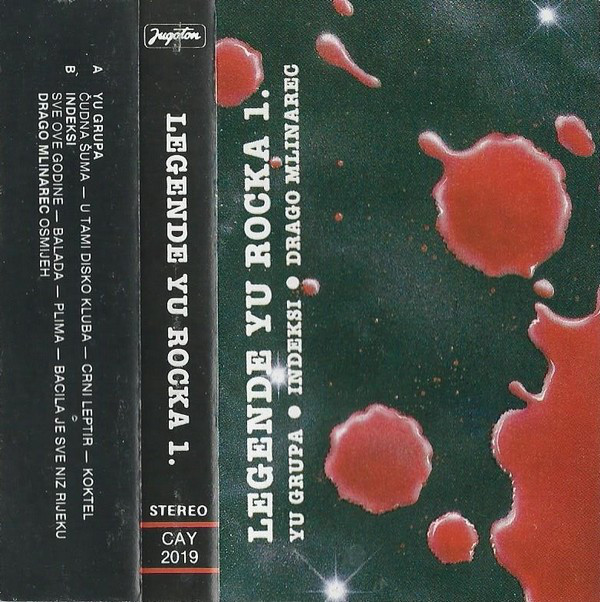 A YU GRUPA
ČUDNA ŠUMA — U TAMI DISKO KLUBA — CRNI LEPTIR — KOKTEL
B INDEKSI
SVE OVE GODINE — BALADA — PLIMA — BACILA JE SVE NIZ RIJEKU
DRAGO MLINAREC OSMIJEH
©
Jugoton
LEGENDE YU ROCKA 1.
STEREO
CAY
2019
LEGENDE YU ROCKA 1.
YU GRUPA ● INDEKSI ● DRAGO MLINAREC